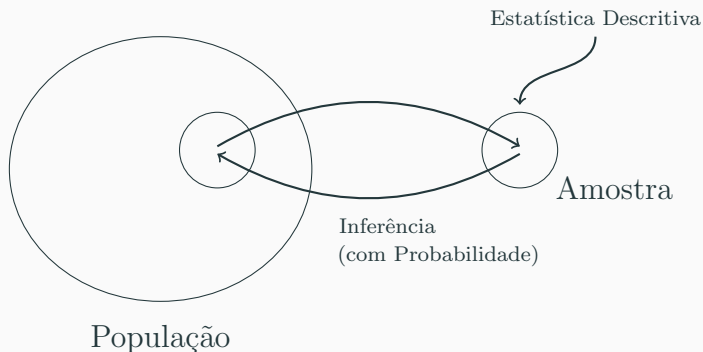 Estatística Descritiva
Amostra
Inferência
(com Probabilidade)
População